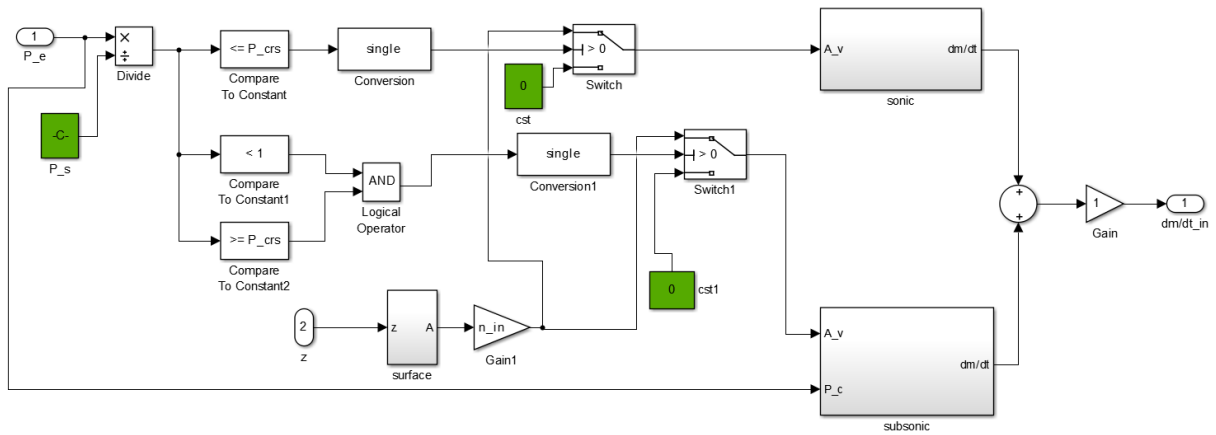 1
P_e
×
÷
Divide
-C-
P_s
<= P_crs
Compare
To Constant
single
Conversion
0
cst
> 0
Switch
A_v
dm/dt
sonic
< 1
Compare
To Constant1
AND
Logical
Operator
single
Conversion1
> 0
Switch1
>= P_crs
Compare
To Constant2
0
cst1
2
z
z
A
surface
n_in
Gain1
A_v
P_c
dm/dt
subsonic
+
+
1
Gain
1
dm/dt_in